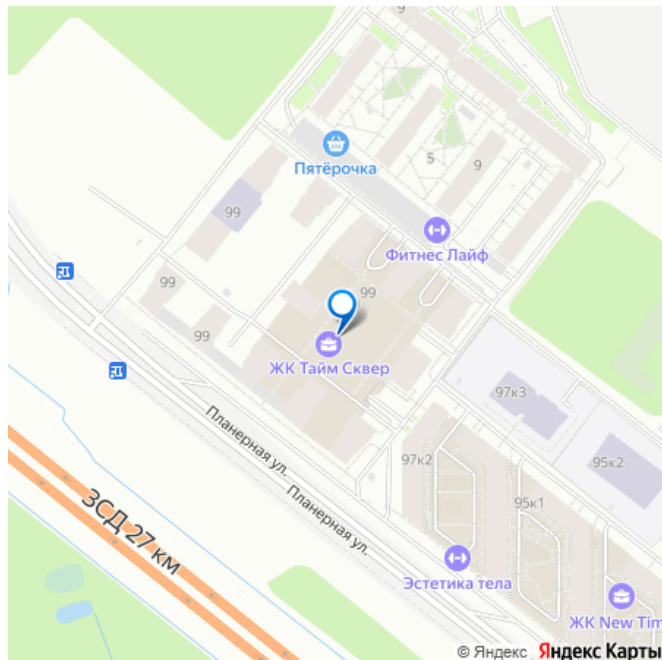 9
Пятёрочка
5
9
99
Фитнес Лайф
99
99
99
ЖК Тайм Сквер
97к3
Планерная ул.
97к2
95к2
ЗСД 27 км
Планерная ул.
95к1
Эстетика тела
ЖК New Tim
© Яндекс Яндекс Карты